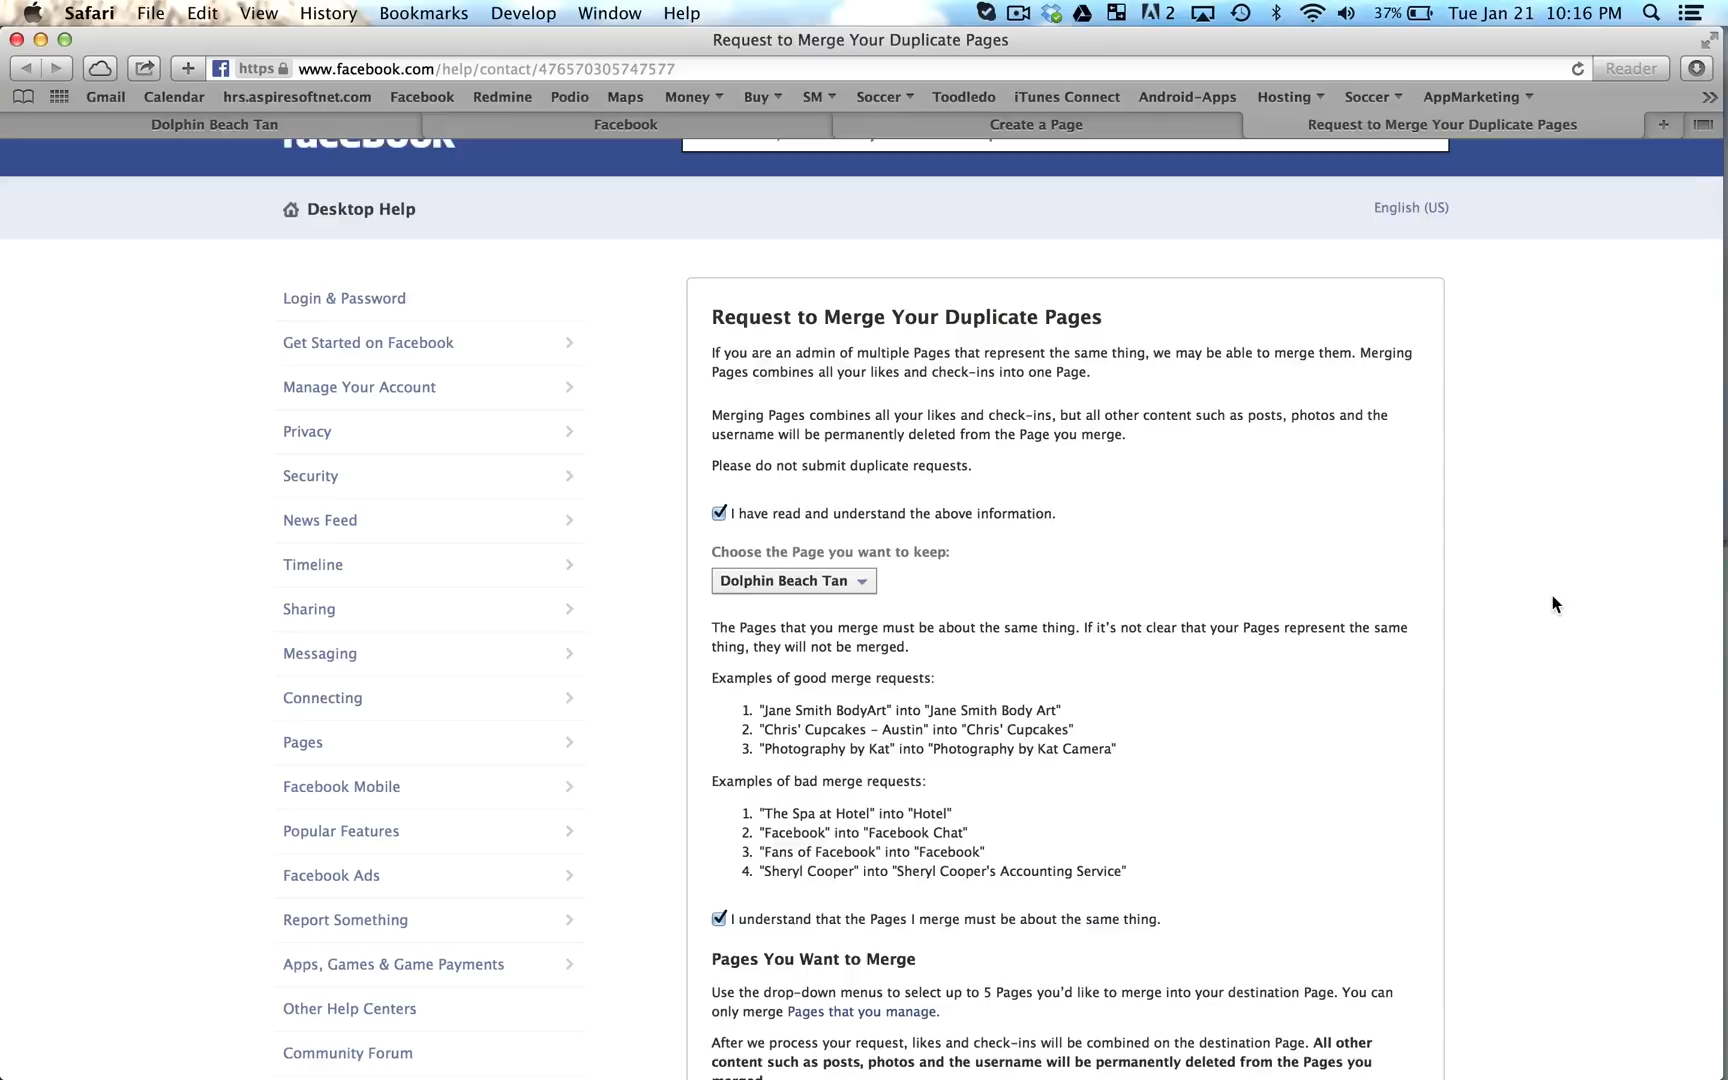 Safari File Edit View History Bookmarks Develop Window Help 2 37% Tue Jan 21 10:16 PM
Request to Merge Your Duplicate Pages
https www.facebook.com/help/contact/476570305747577 Reader
Gmail Calendar hrs.aspiresoftnet.com Facebook Redmine Podio Maps Money Buy SM Soccer Toodledo iTunes Connect Android-Apps Hosting Soccer AppMarketing
Dolphin Beach Tan Facebook Create a Page Request to Merge Your Duplicate Pages
facebook
Desktop Help English (US)
Login & Password
Get Started on Facebook
Manage Your Account
Privacy
Security
News Feed
Timeline
Sharing
Messaging
Connecting
Pages
Facebook Mobile
Popular Features
Facebook Ads
Report Something
Apps, Games & Game Payments
Other Help Centers
Community Forum
Request to Merge Your Duplicate Pages
If you are an admin of multiple Pages that represent the same thing, we may be able to merge them. Merging
Pages combines all your likes and check-ins into one Page.
Merging Pages combines all your likes and check-ins, but all other content such as posts, photos and the
username will be permanently deleted from the Page you merge.
Please do not submit duplicate requests.
I have read and understand the above information.
Choose the Page you want to keep:
Dolphin Beach Tan
The Pages that you merge must be about the same thing. If it's not clear that your Pages represent the same
thing, they will not be merged.
Examples of good merge requests:
1. "Jane Smith BodyArt" into "Jane Smith Body Art"
2. "Chris' Cupcakes - Austin" into "Chris' Cupcakes"
3. "Photography by Kat" into "Photography by Kat Camera"
Examples of bad merge requests:
1. "The Spa at Hotel" into "Hotel"
2. "Facebook" into "Facebook Chat"
3. "Fans of Facebook" into "Facebook"
4. "Sheryl Cooper" into "Sheryl Cooper's Accounting Service"
I understand that the Pages I merge must be about the same thing.
Pages You Want to Merge
Use the drop-down menus to select up to 5 Pages you'd like to merge into your destination Page. You can
only merge Pages that you manage.
After we process your request, likes and check-ins will be combined on the destination Page. All other
content such as posts, photos and the username will be permanently deleted from the Pages you